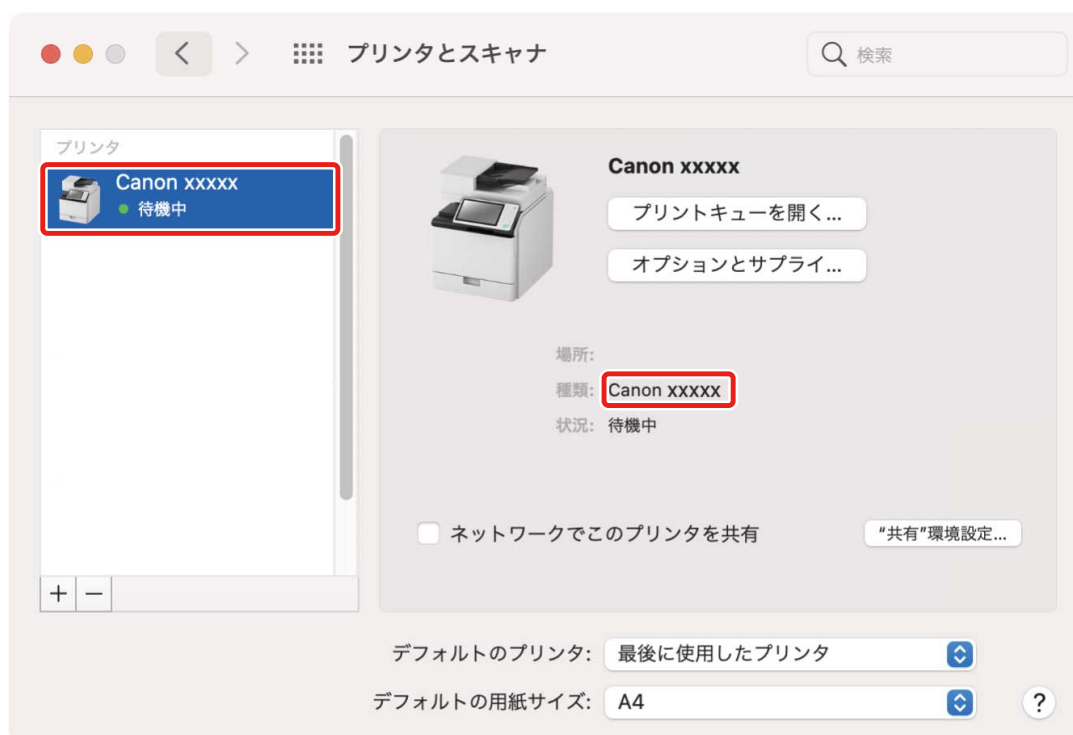 プリンタとスキャナ
検索
プリンタ
Canon xxxxx
待機中
Canon xxxxx
プリントキューを開く...
オプションとサプライ...
場所:
種類: Canon xxxxx
状況: 待機中
ネットワークでこのプリンタを共有
“共有”環境設定...
+ −
デフォルトのプリンタ: 最後に使用したプリンタ
デフォルトの用紙サイズ: A4
?